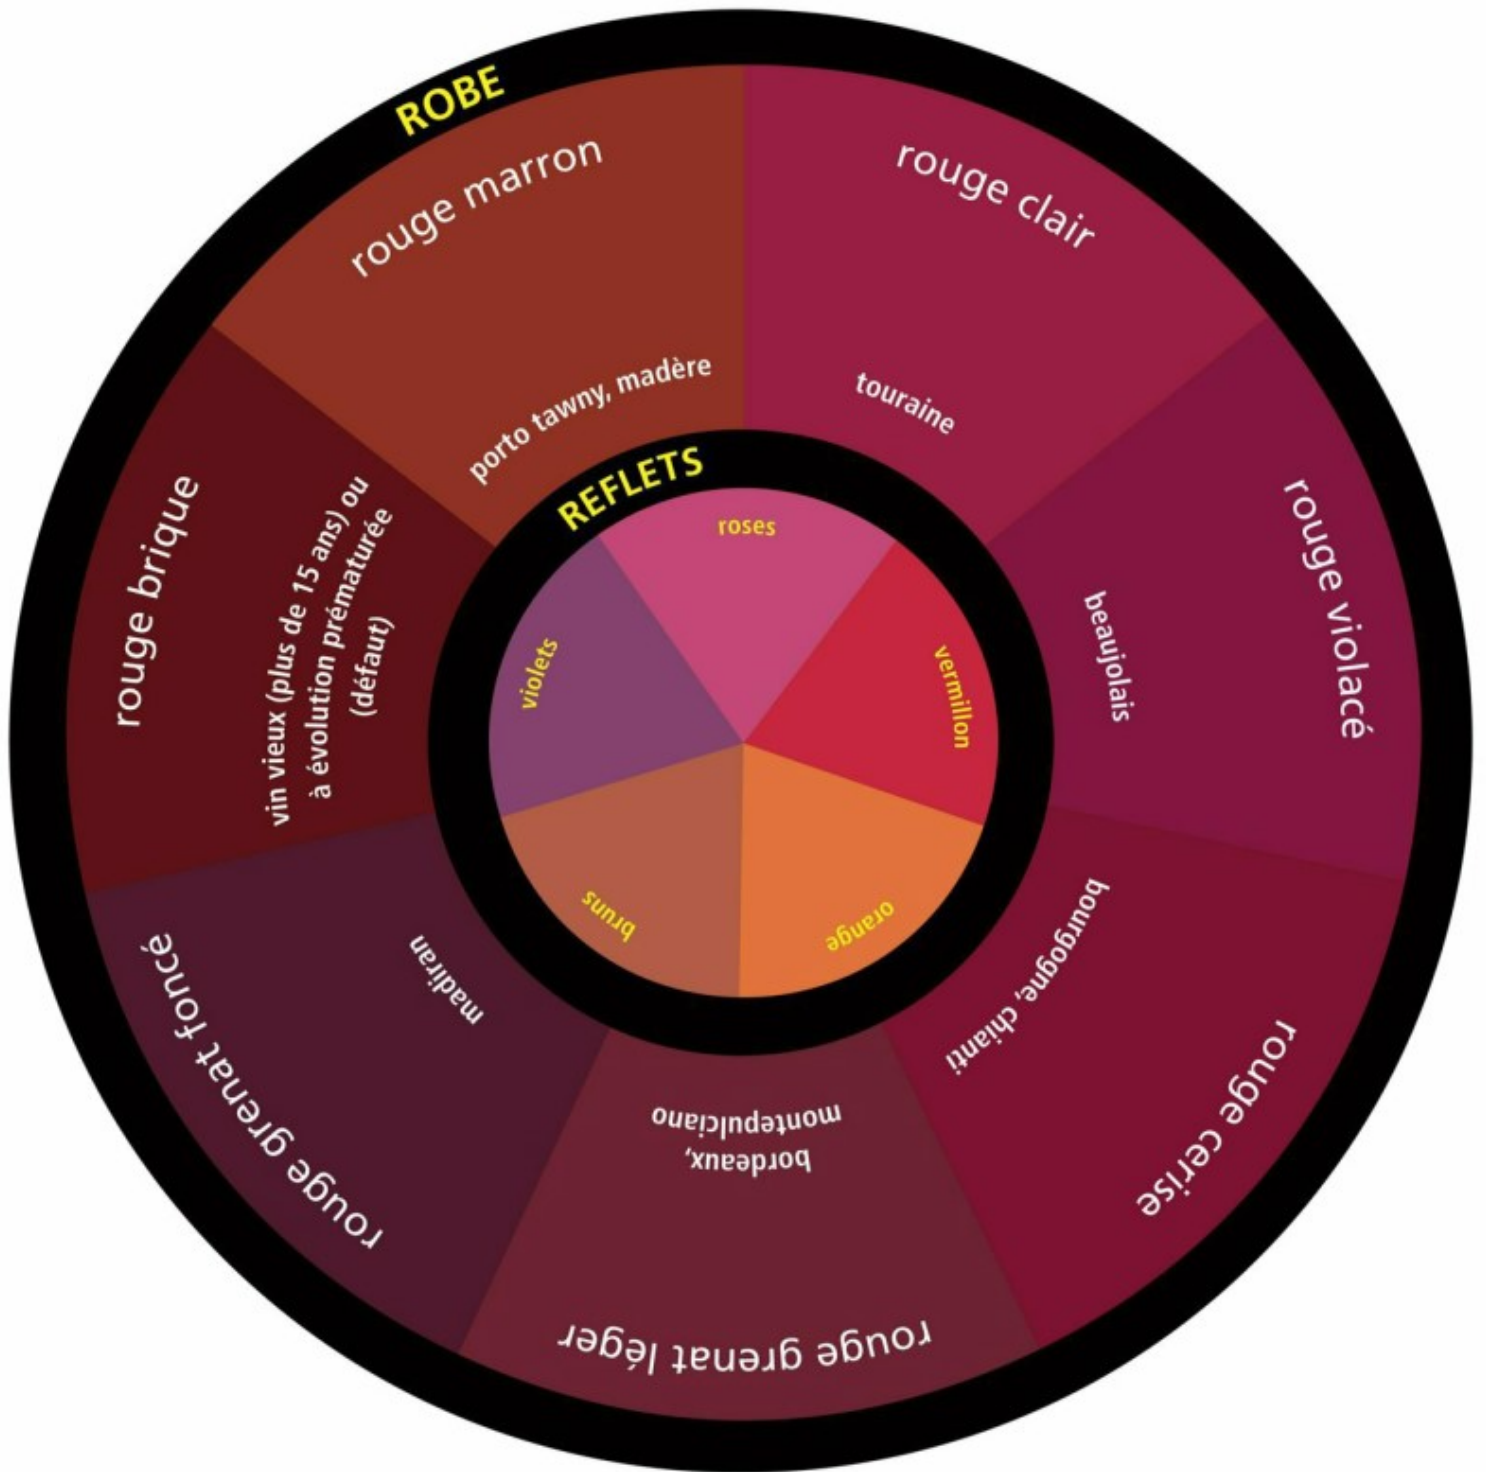 ROBE
rouge marron
porto tawny, madère
rouge clair
touraine
rouge violacé
beaujolais
rouge cerise
bourgogne, chianti
rouge grenat léger
bordeaux,
montepulciano
rouge grenat foncé
madiran
rouge brique
vin vieux (plus de 15 ans) ou
à évolution prématurée
(défaut)
REFLETS
roses
vermillon
orange
bruns
violets